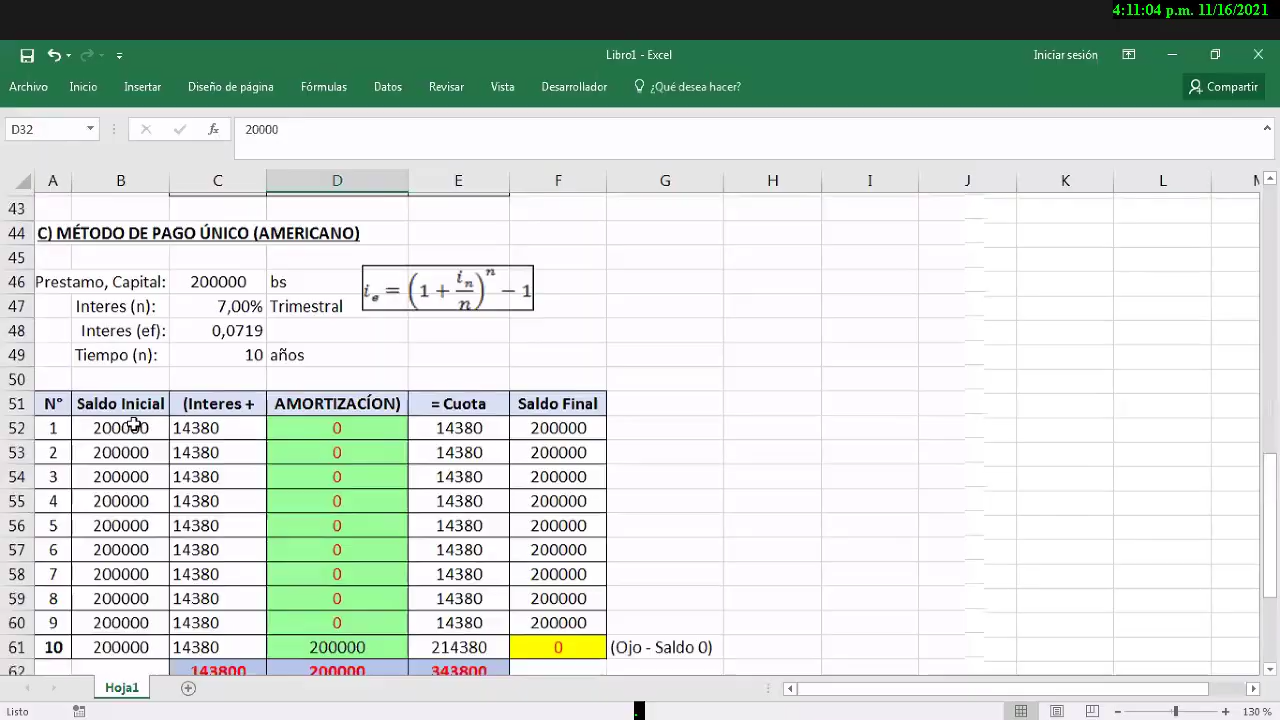 4:11:04 p.m. 11/16/2021
Libro1 - Excel
Iniciar sesión
Archivo Inicio Insertar Diseño de página Fórmulas Datos Revisar Vista Desarrollador ¿Qué desea hacer? Compartir
D32 fx 20000
A B C D E F G H I J K L M
43
44 C) MÉTODO DE PAGO ÚNICO (AMERICANO)
45
46 Prestamo, Capital: 200000 bs
47 Interes (n): 7,00% Trimestral
i_e = (1 + i_n/n)^n − 1
48 Interes (ef): 0,0719
49 Tiempo (n): 10 años
50
51 N° Saldo Inicial (Interes + AMORTIZACÍON) = Cuota Saldo Final
52 1 200000 14380 0 14380 200000
53 2 200000 14380 0 14380 200000
54 3 200000 14380 0 14380 200000
55 4 200000 14380 0 14380 200000
56 5 200000 14380 0 14380 200000
57 6 200000 14380 0 14380 200000
58 7 200000 14380 0 14380 200000
59 8 200000 14380 0 14380 200000
60 9 200000 14380 0 14380 200000
61 10 200000 14380 200000 214380 0 (Ojo - Saldo 0)
62 143800 200000 343800
Hoja1
Listo
130 %